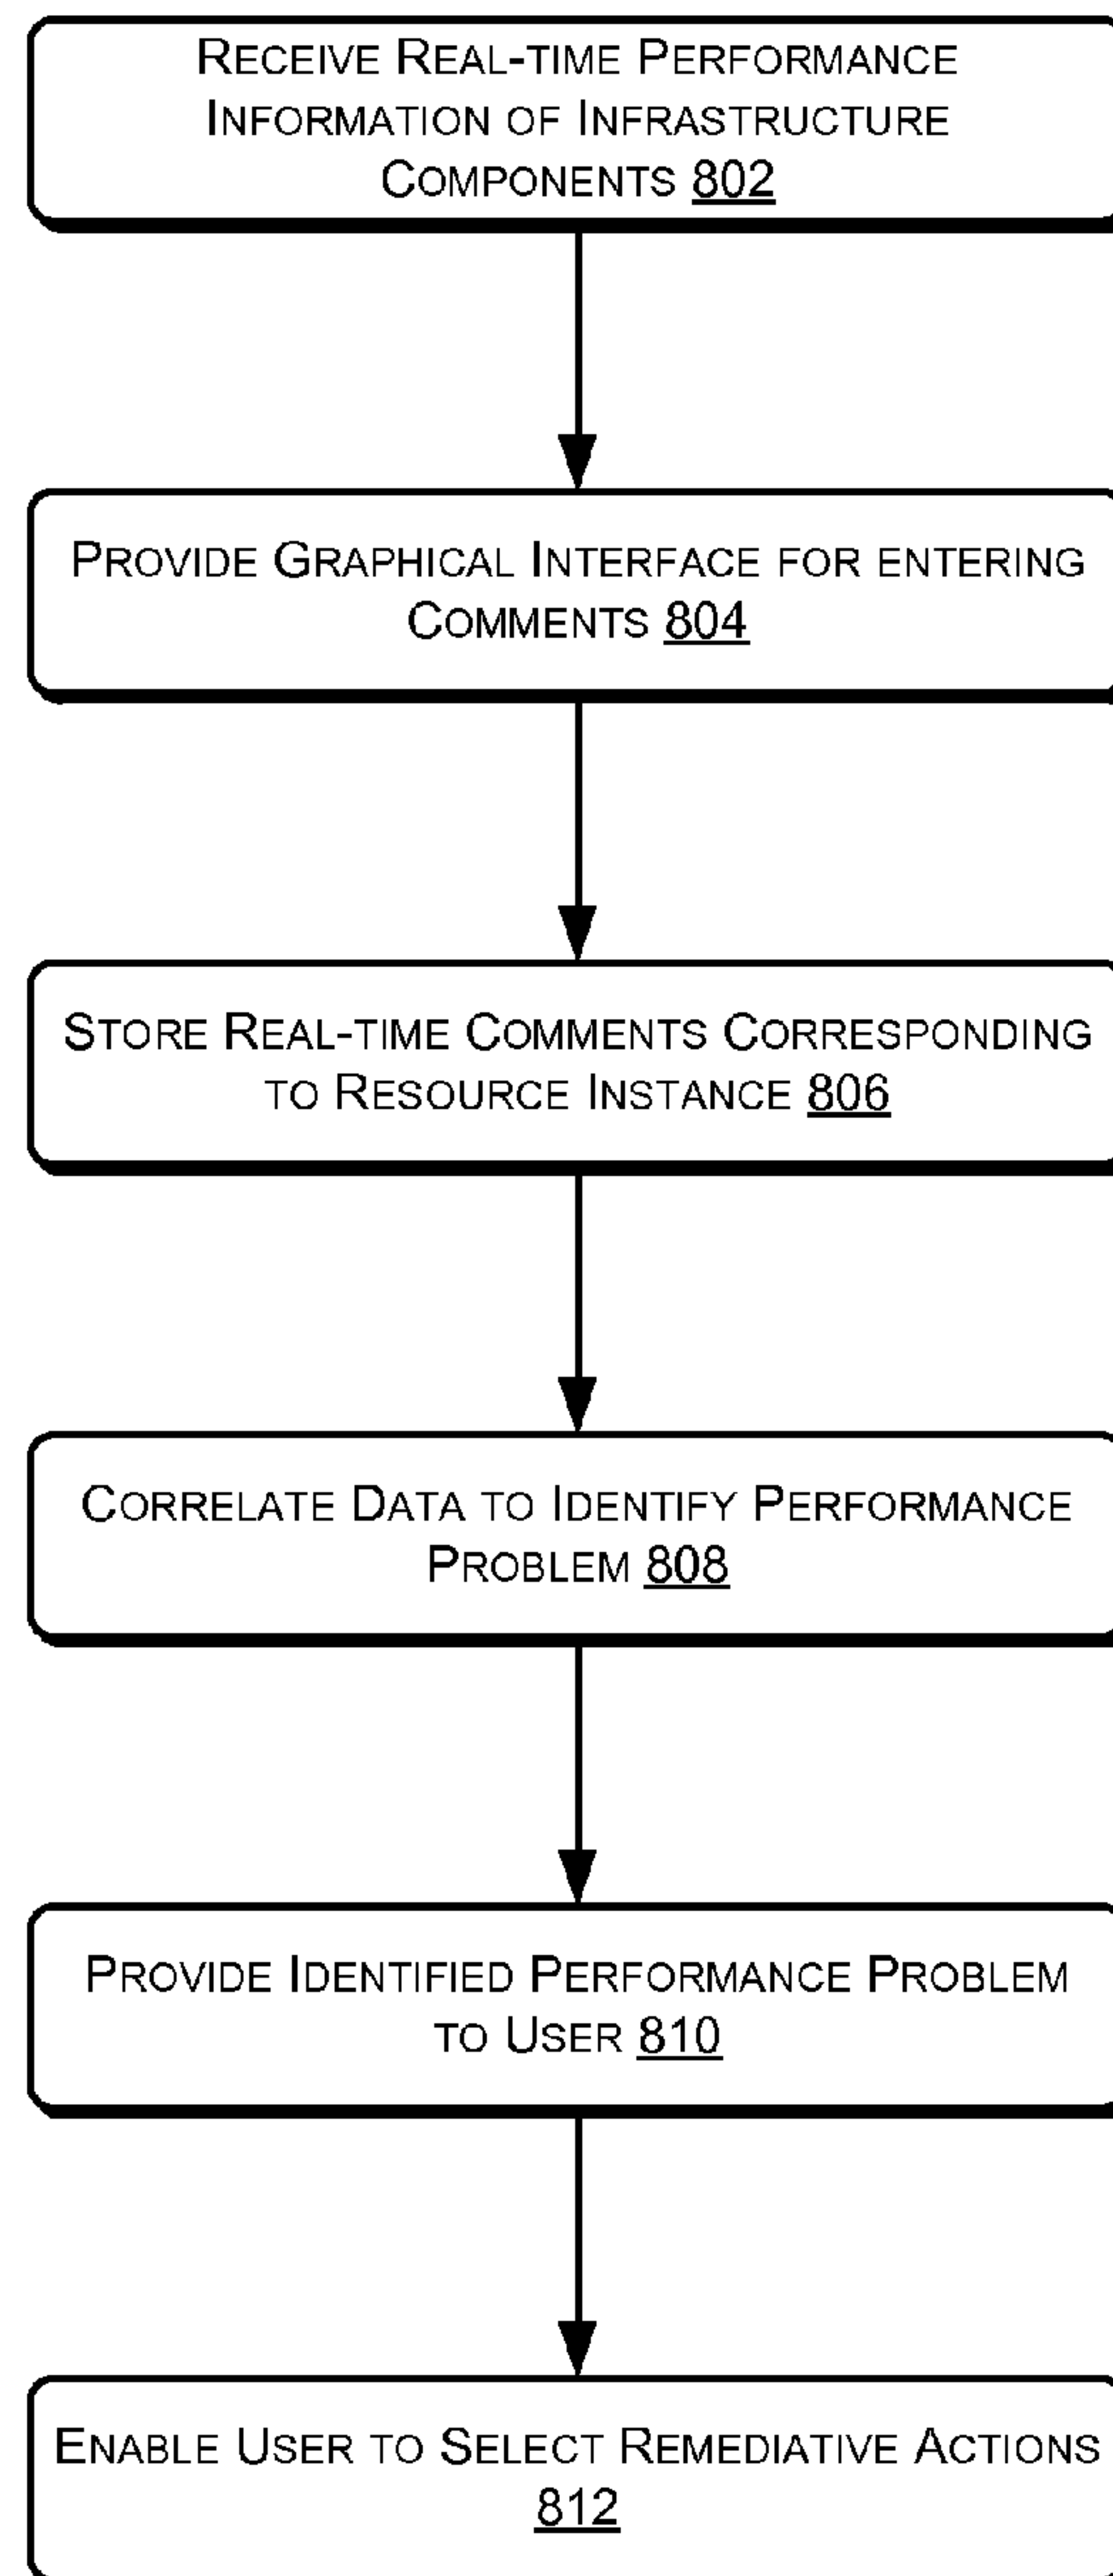 RECEIVE REAL-TIME PERFORMANCE
INFORMATION OF INFRASTRUCTURE
COMPONENTS 802
PROVIDE GRAPHICAL INTERFACE FOR ENTERING
COMMENTS 804
STORE REAL-TIME COMMENTS CORRESPONDING
TO RESOURCE INSTANCE 806
CORRELATE DATA TO IDENTIFY PERFORMANCE
PROBLEM 808
PROVIDE IDENTIFIED PERFORMANCE PROBLEM
TO USER 810
ENABLE USER TO SELECT REMEDIATIVE ACTIONS
812